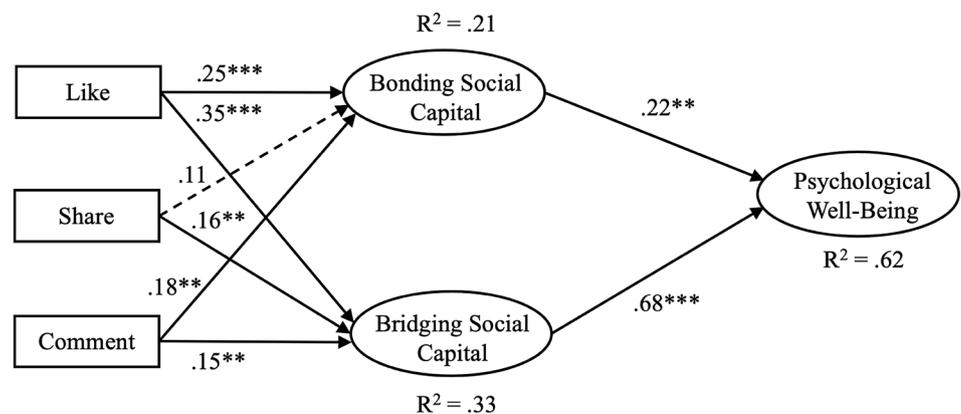 R² = .21
Like
.25***
.35***
Bonding Social
Capital
.22**
.11
Share
.16**
Psychological
Well-Being
R² = .62
.18**
.68***
Comment
.15**
Bridging Social
Capital
R² = .33